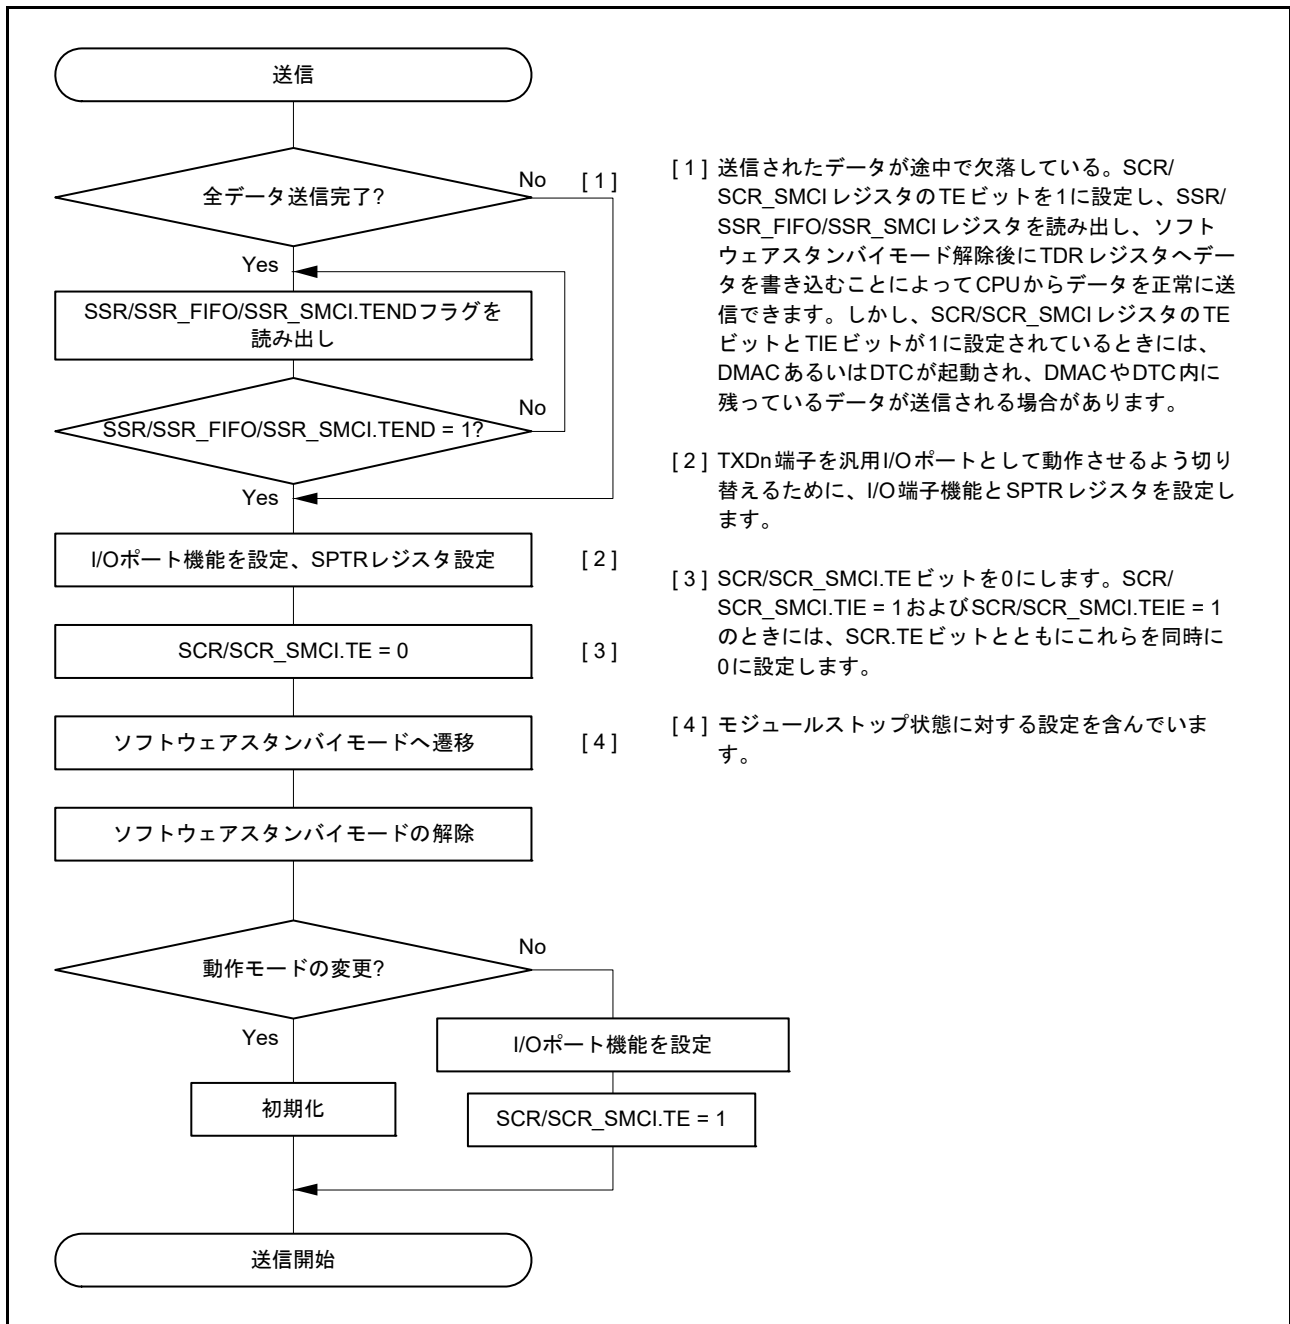 送信
全データ送信完了?
No
[ 1 ]
Yes
SSR/SSR_FIFO/SSR_SMCI.TENDフラグを
読み出し
SSR/SSR_FIFO/SSR_SMCI.TEND = 1?
No
Yes
I/Oポート機能を設定、SPTRレジスタ設定
[ 2 ]
SCR/SCR_SMCI.TE = 0
[ 3 ]
ソフトウェアスタンバイモードへ遷移
[ 4 ]
ソフトウェアスタンバイモードの解除
動作モードの変更?
No
Yes
I/Oポート機能を設定
初期化
SCR/SCR_SMCI.TE = 1
送信開始
[ 1 ] 送信されたデータが途中で欠落している。SCR/
SCR_SMCIレジスタのTEビットを1に設定し、SSR/
SSR_FIFO/SSR_SMCIレジスタを読み出し、ソフト
ウェアスタンバイモード解除後にTDRレジスタへデー
タを書き込むことによってCPUからデータを正常に送
信できます。しかし、SCR/SCR_SMCIレジスタのTE
ビットとTIEビットが1に設定されているときには、
DMACあるいはDTCが起動され、DMACやDTC内に
残っているデータが送信される場合があります。
[ 2 ] TXDn端子を汎用I/Oポートとして動作させるよう切り
替えるために、I/O端子機能とSPTRレジスタを設定し
ます。
[ 3 ] SCR/SCR_SMCI.TEビットを0にします。SCR/
SCR_SMCI.TIE = 1およびSCR/SCR_SMCI.TEIE = 1
のときには、SCR.TEビットとともにこれらを同時に
0に設定します。
[ 4 ] モジュールストップ状態に対する設定を含んでいま
す。